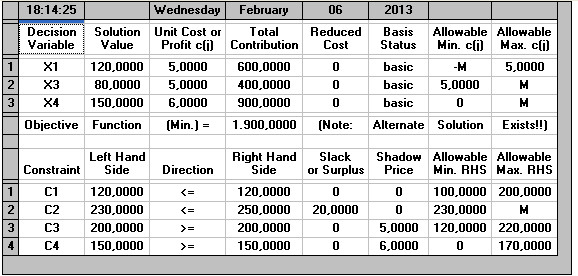 18:14:25 Wednesday February 06 2013
Decision Solution Unit Cost or Total Reduced Basis Allowable Allowable
Variable Value Profit c(j) Contribution Cost Status Min. c(j) Max. c(j)
1 X1 120,0000 5,0000 600,0000 0 basic -M 5,0000
2 X3 80,0000 5,0000 400,0000 0 basic 5,0000 M
3 X4 150,0000 6,0000 900,0000 0 basic 0 M
Objective Function (Min.) = 1.900,0000 (Note: Alternate Solution Exists!!)
Left Hand Right Hand Slack Shadow Allowable Allowable
Constraint Side Direction Side or Surplus Price Min. RHS Max. RHS
1 C1 120,0000 <= 120,0000 0 0 100,0000 200,0000
2 C2 230,0000 <= 250,0000 20,0000 0 230,0000 M
3 C3 200,0000 >= 200,0000 0 5,0000 120,0000 220,0000
4 C4 150,0000 >= 150,0000 0 6,0000 0 170,0000